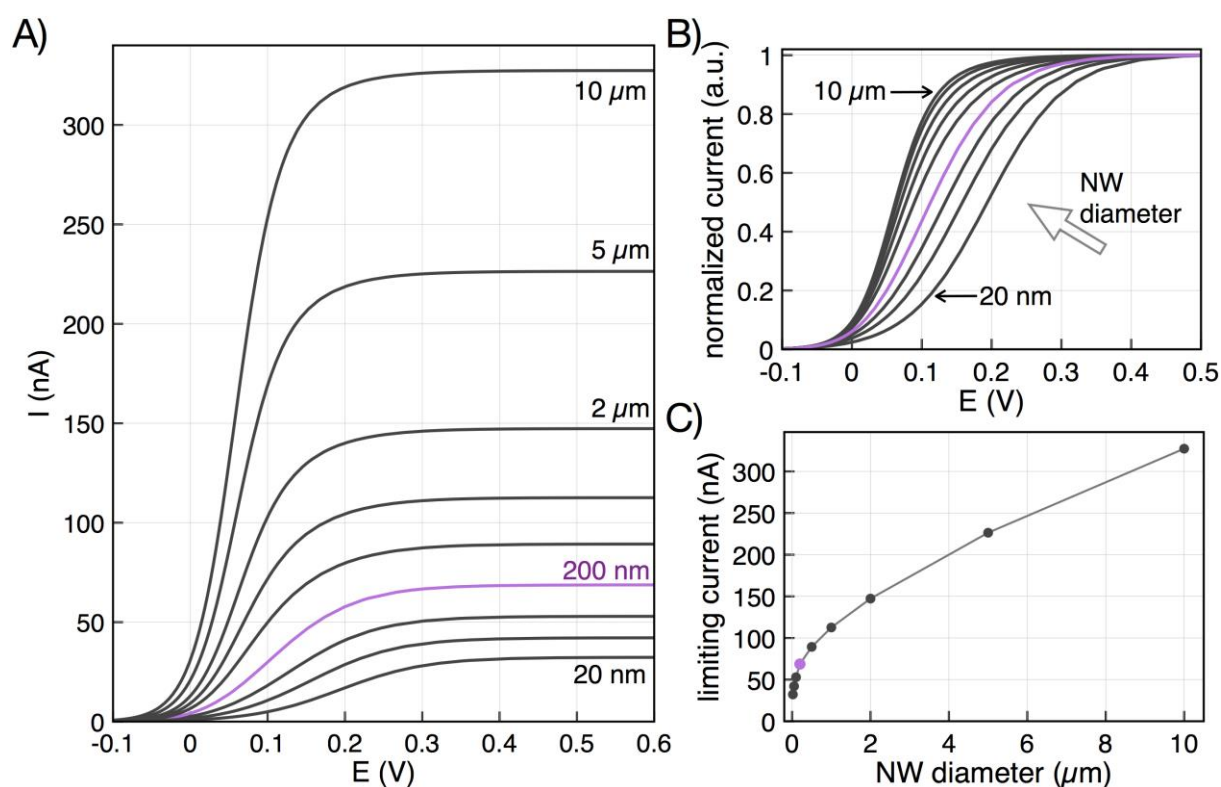 A)
300
250
200
150
100
50
0
I (nA)
10 µm
5 µm
2 µm
200 nm
20 nm
-0.1 0 0.1 0.2 0.3 0.4 0.5 0.6
E (V)
B)
1
0.8
0.6
0.4
0.2
0
normalized current (a.u.)
10 µm
NW
diameter
20 nm
-0.1 0 0.1 0.2 0.3 0.4 0.5
E (V)
C)
300
250
200
150
100
50
0
limiting current (nA)
0 2 4 6 8 10
NW diameter (µm)